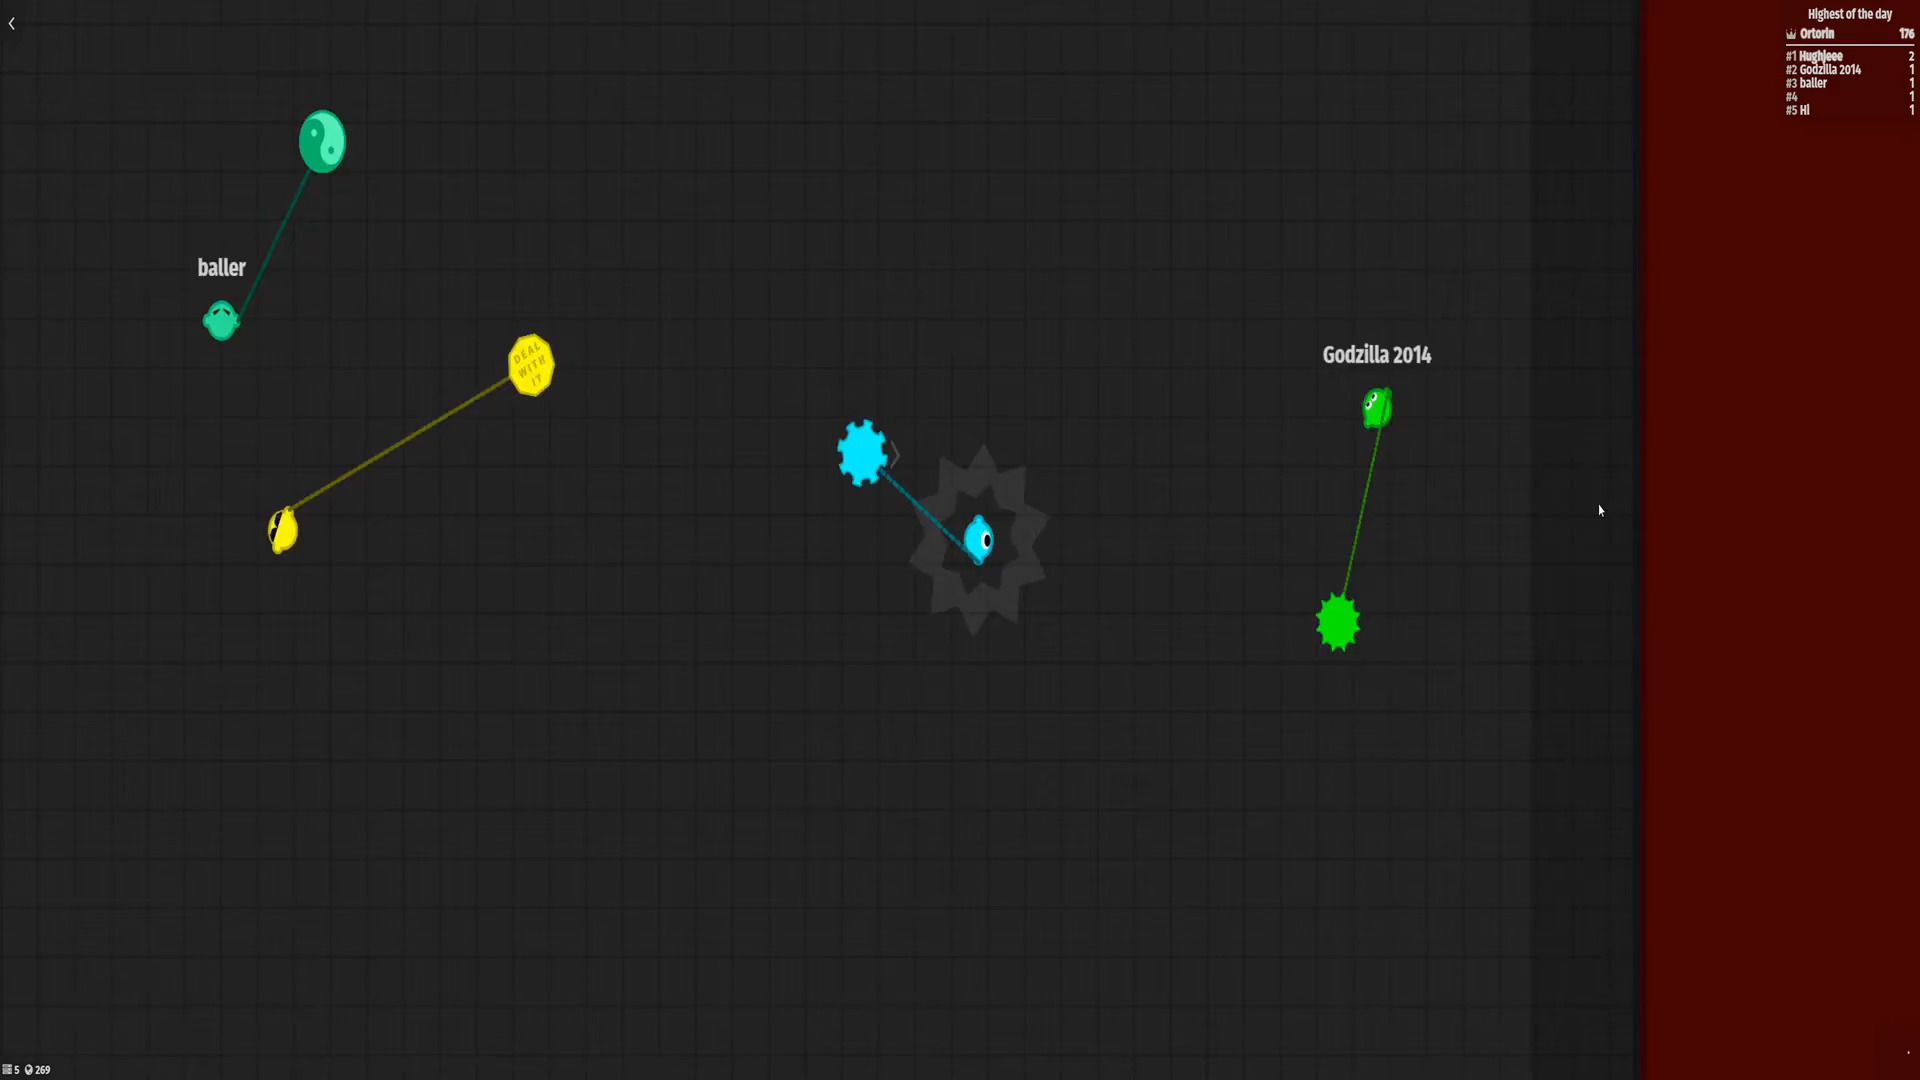 Highest of the day
Ortorin 176
#1 Hughjeee 2
#2 Godzilla 2014 1
#3 baller 1
#4 1
#5 Hi 1
baller
DEAL
WITH
IT
Godzilla 2014
5 269